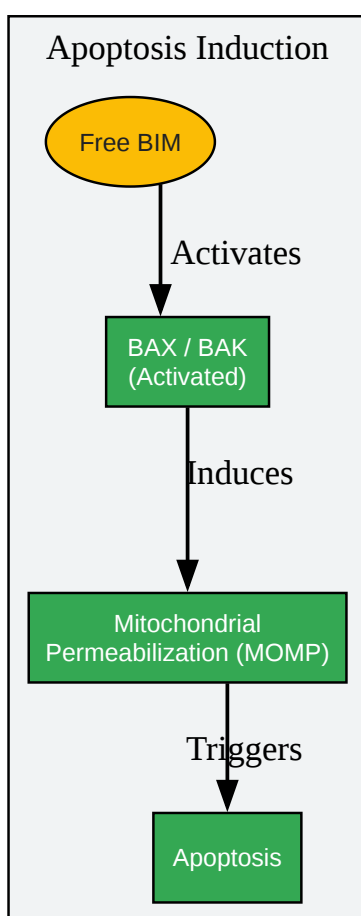 Apoptosis Induction
Free BIM
Activates
BAX / BAK
(Activated)
Induces
Mitochondrial
Permeabilization (MOMP)
Triggers
Apoptosis